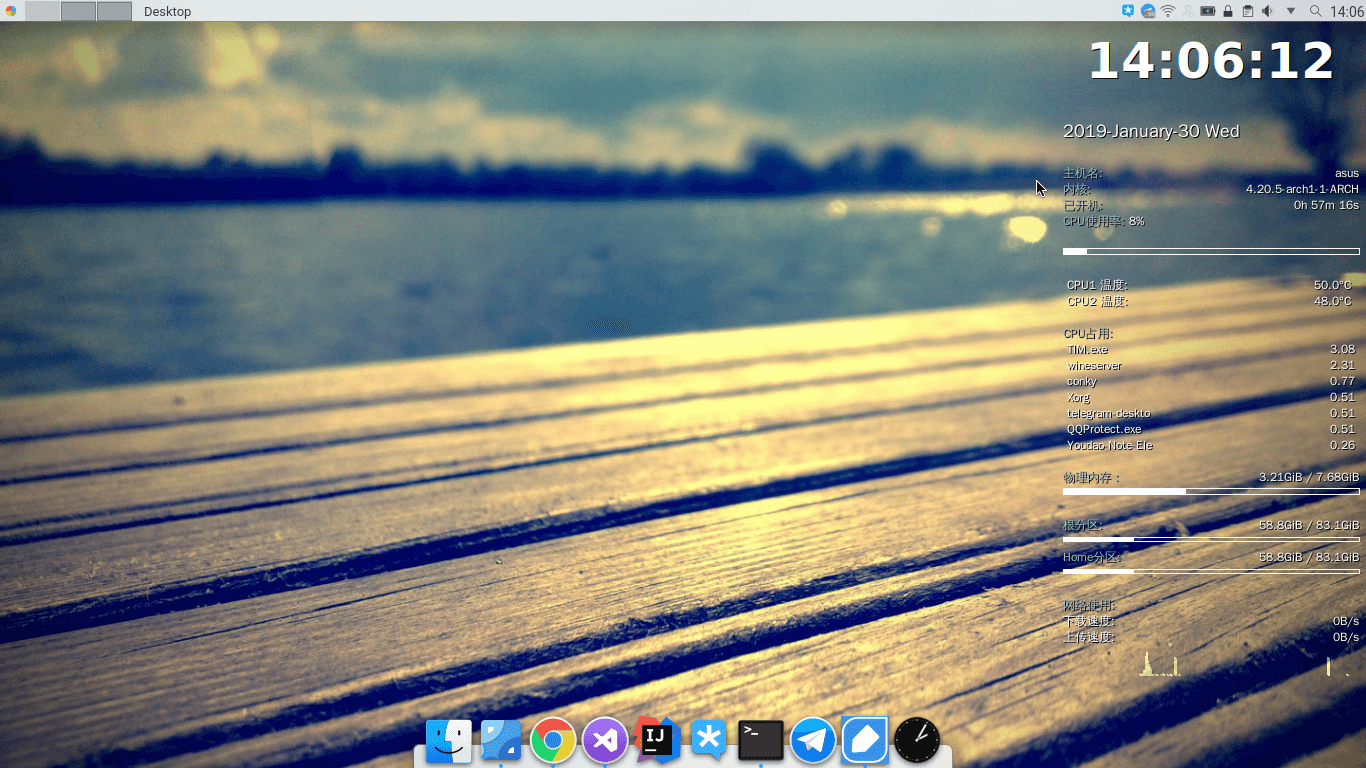 Desktop
14:06
14:06:12
2019-January-30 Wed
主机名: asus
内核: 4.20.5-arch1-1-ARCH
已开机: 0h 57m 16s
CPU使用率: 8%
CPU1 温度: 50.0°C
CPU2 温度: 48.0°C
CPU占用:
TIM.exe 3.08
wineserver 2.31
conky 0.77
Xorg 0.51
telegram-deskto 0.51
QQProtect.exe 0.51
Youdao Note Ele 0.26
物理内存 : 3.21GiB / 7.68GiB
根分区: 58.8GiB / 83.1GiB
Home分区: 58.8GiB / 83.1GiB
网络使用:
下载速度: 0B/s
上传速度: 0B/s
IJ
>_